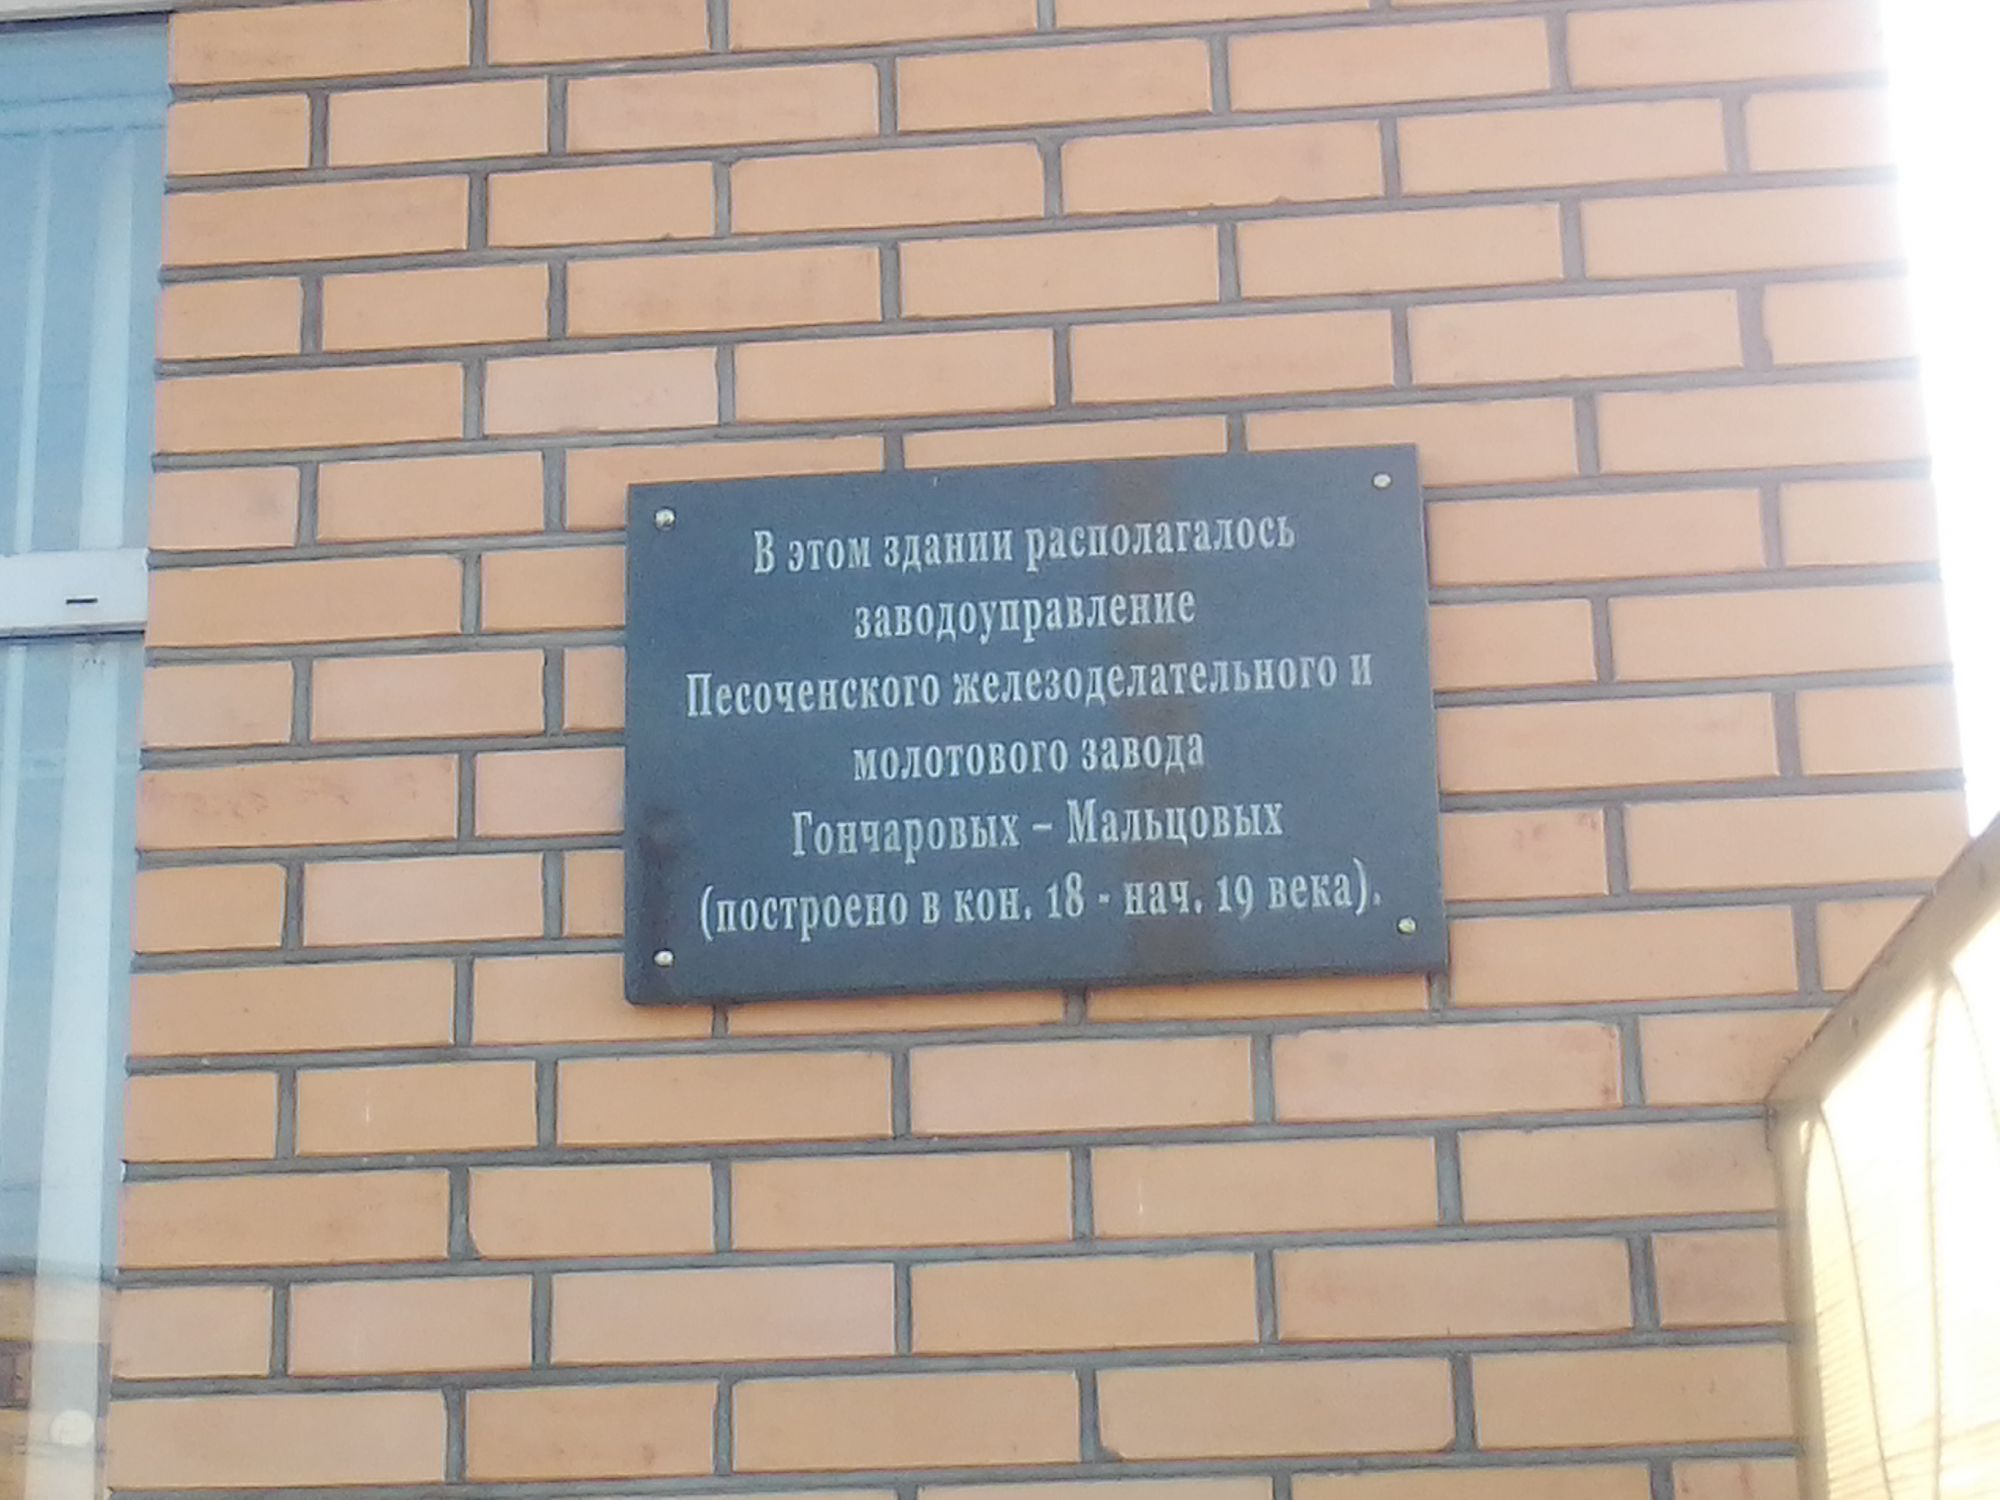 В этом здании располагалось
заводоуправление
Песоченского железоделательного и
молотового завода
Гончаровых – Мальцовых
(построено в кон. 18 - нач. 19 века).